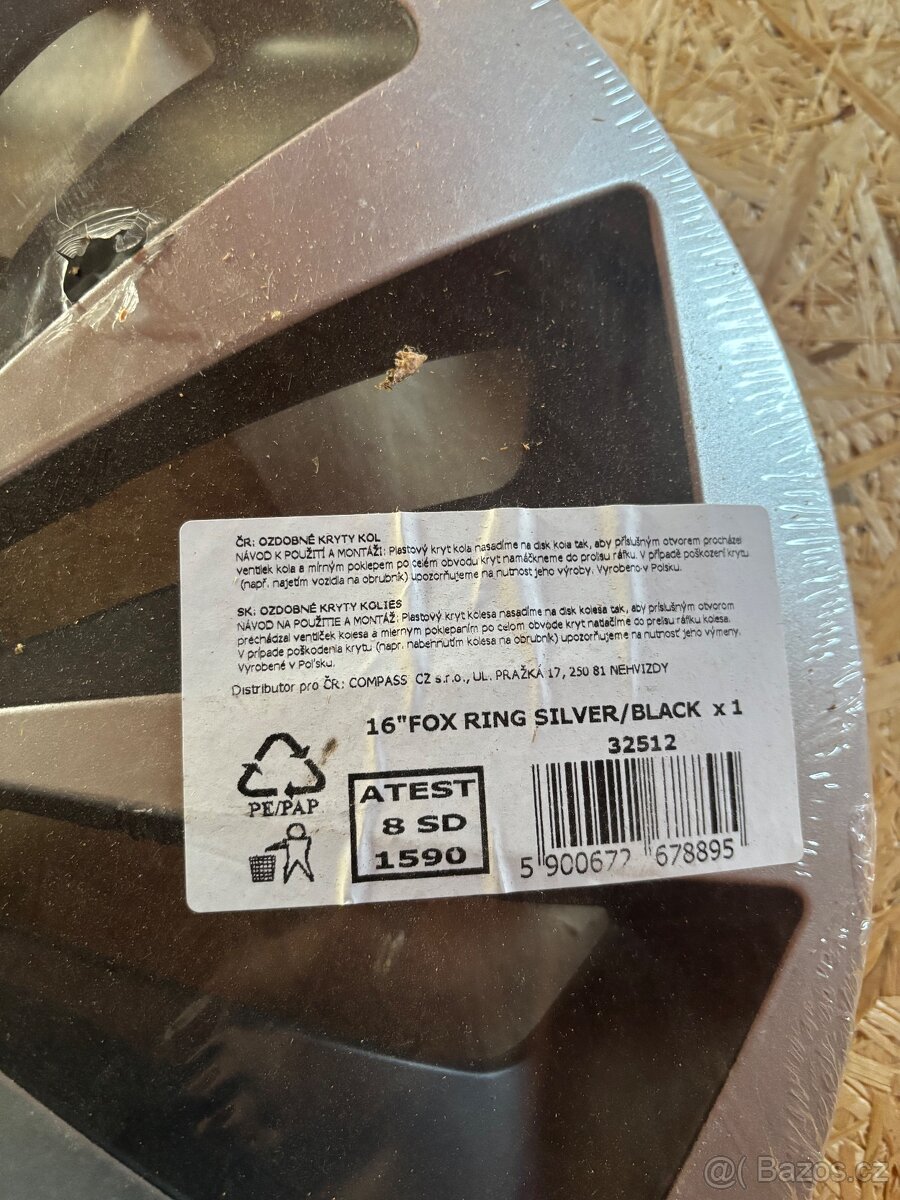 ČR: OZDOBNÉ KRYTY KOL
NÁVOD K POUŽITÍ A MONTÁŽI: Plastový kryt kola nasadíme na disk kola tak, aby příslušným otvorem procházel
ventilek kola a mírným poklepem po celém obvodu kryt namáčkneme do prolisu ráfku. V případě poškození krytu
(např. najetím vozidla na obrubník) upozorňujeme na nutnost jeho výroby. Vyrobeno v Polsku.
SK: OZDOBNÉ KRYTY KOLIES
NÁVOD NA POUŽITIE A MONTÁŽ: Plastový kryt kolesa nasadíme na disk kolesa tak, aby príslušným otvorom
prechádzal ventilček kolesa a miernym poklepaním po celom obvode kryt natlačíme do prelisu ráfiku kolesa.
V prípade poškodenia krytu (napr. nabehnutím kolesa na obrubník) upozorňujeme na nutnosť jeho výmeny.
Vyrobené v Poľsku.
Distributor pro ČR: COMPASS CZ s.r.o., UL. PRAŽKÁ 17, 250 81 NEHVIZDY
16"FOX RING SILVER/BLACK x 1
32512
PE/PAP
ATEST
8 SD
1590
5 900672 678895
@( Bazos.cz